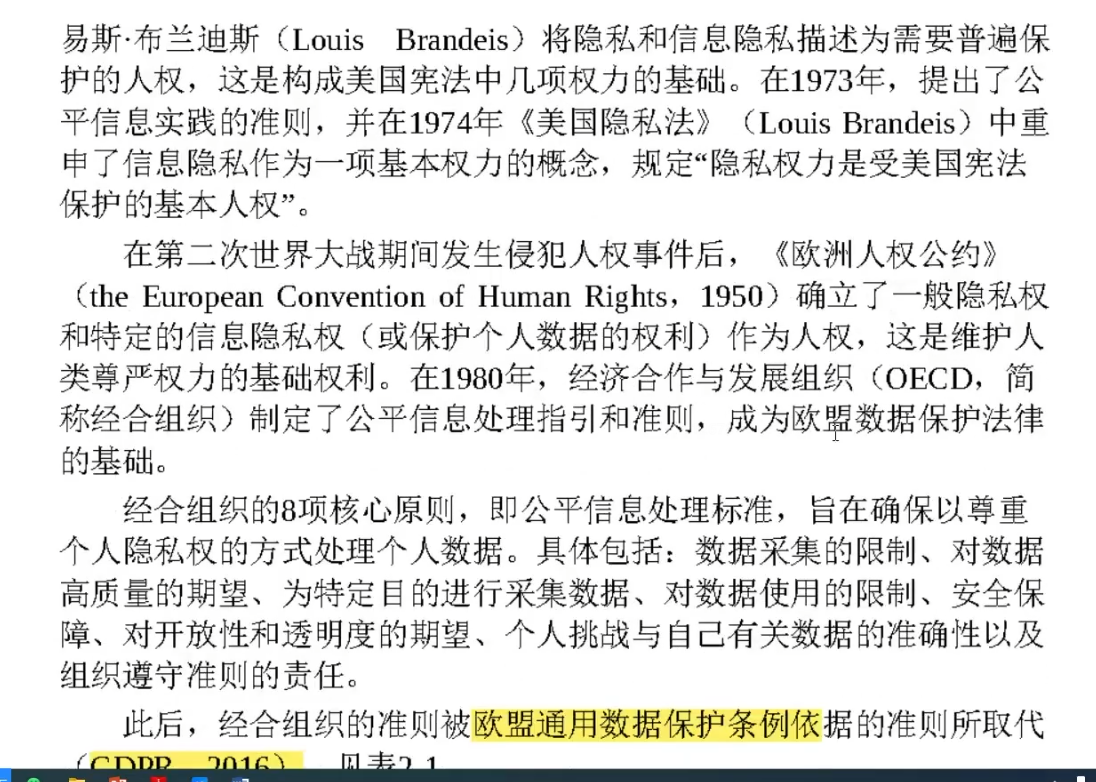 易斯·布兰迪斯（Louis Brandeis）将隐私和信息隐私描述为需要普遍保
护的人权，这是构成美国宪法中几项权力的基础。在1973年，提出了公
平信息实践的准则，并在1974年《美国隐私法》（Louis Brandeis）中重
申了信息隐私作为一项基本权力的概念，规定“隐私权力是受美国宪法
保护的基本人权”。
在第二次世界大战期间发生侵犯人权事件后，《欧洲人权公约》
（the European Convention of Human Rights，1950）确立了一般隐私权
和特定的信息隐私权（或保护个人数据的权利）作为人权，这是维护人
类尊严权力的基础权利。在1980年，经济合作与发展组织（OECD，简
称经合组织）制定了公平信息处理指引和准则，成为欧盟数据保护法律
的基础。
经合组织的8项核心原则，即公平信息处理标准，旨在确保以尊重
个人隐私权的方式处理个人数据。具体包括：数据采集的限制、对数据
高质量的期望、为特定目的进行采集数据、对数据使用的限制、安全保
障、对开放性和透明度的期望、个人挑战与自己有关数据的准确性以及
组织遵守准则的责任。
此后，经合组织的准则被欧盟通用数据保护条例依据的准则所取代
（GDPR，2016），见表2-1